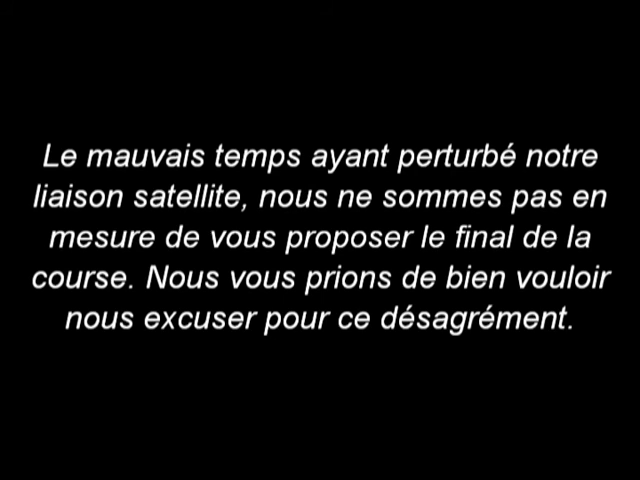 Le mauvais temps ayant perturbé notre
liaison satellite, nous ne sommes pas en
mesure de vous proposer le final de la
course. Nous vous prions de bien vouloir
nous excuser pour ce désagrément.